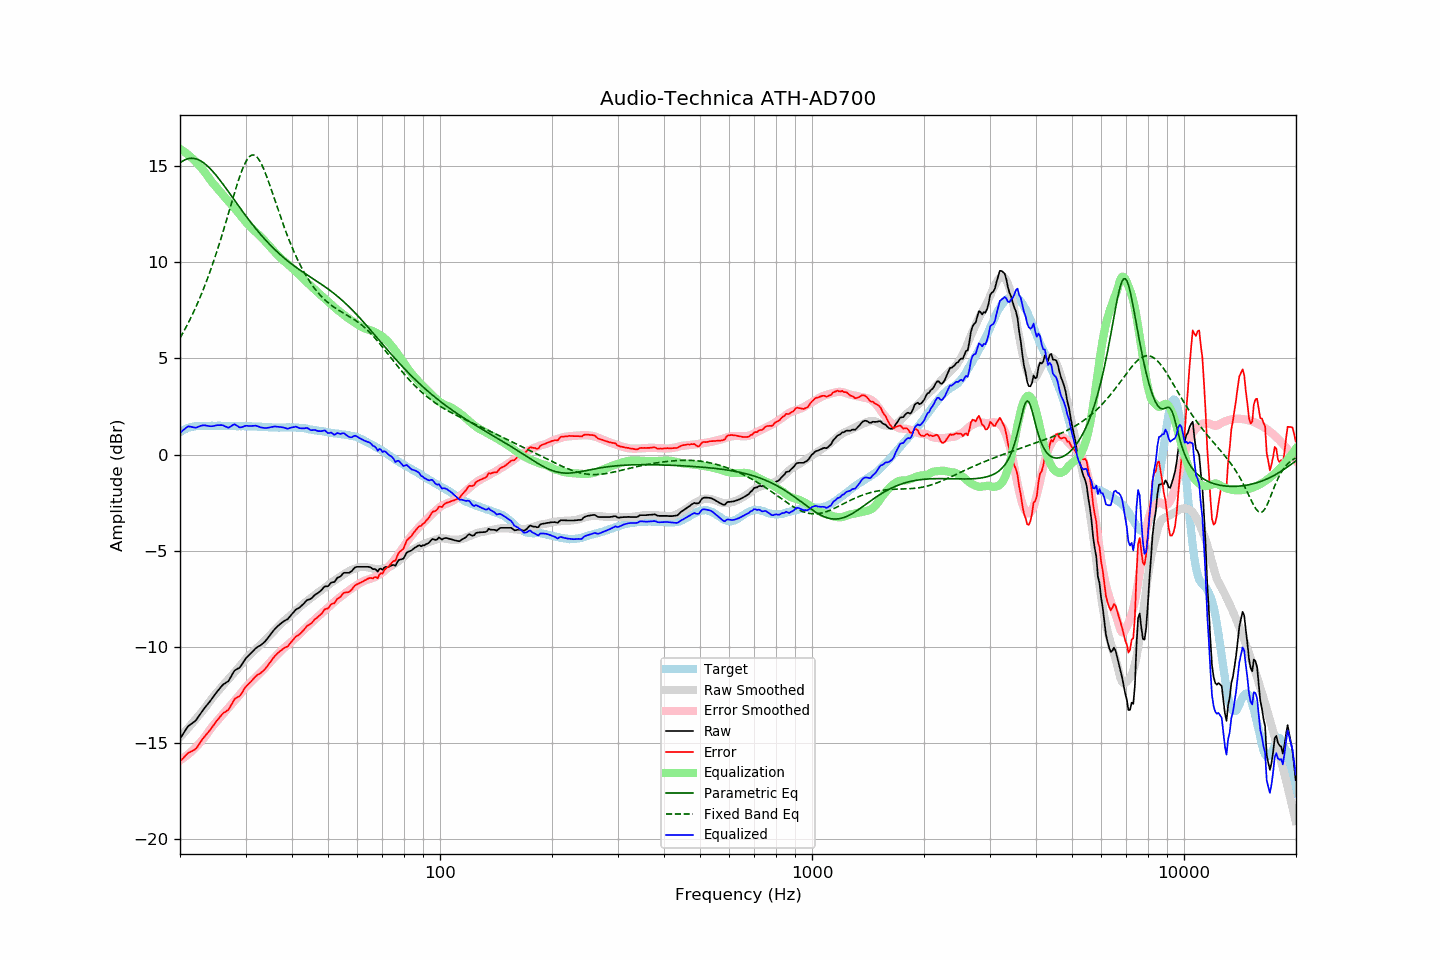 Audio-Technica ATH-AD700
Amplitude (dBr)
15
10
5
0
−5
−10
−15
−20
Target
Raw Smoothed
Error Smoothed
Raw
Error
Equalization
Parametric Eq
Fixed Band Eq
Equalized
100
1000
10000
Frequency (Hz)